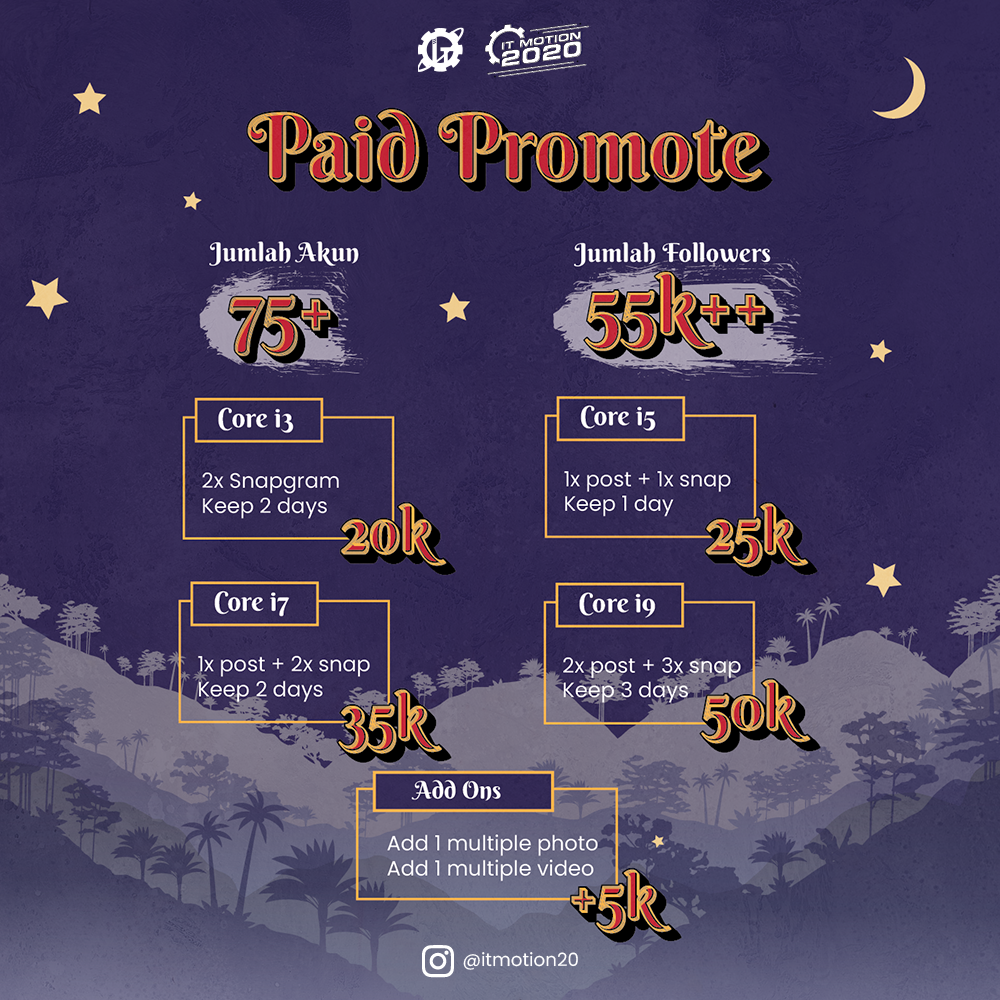 IT MOTION
2020
Paid Promote
Jumlah Akun
75+
Jumlah Followers
55k++
Core i3
2x Snapgram
Keep 2 days
20k
Core i5
1x post + 1x snap
Keep 1 day
25k
Core i7
1x post + 2x snap
Keep 2 days
35k
Core i9
2x post + 3x snap
Keep 3 days
50k
Add Ons
Add 1 multiple photo
Add 1 multiple video
+5k
@itmotion20